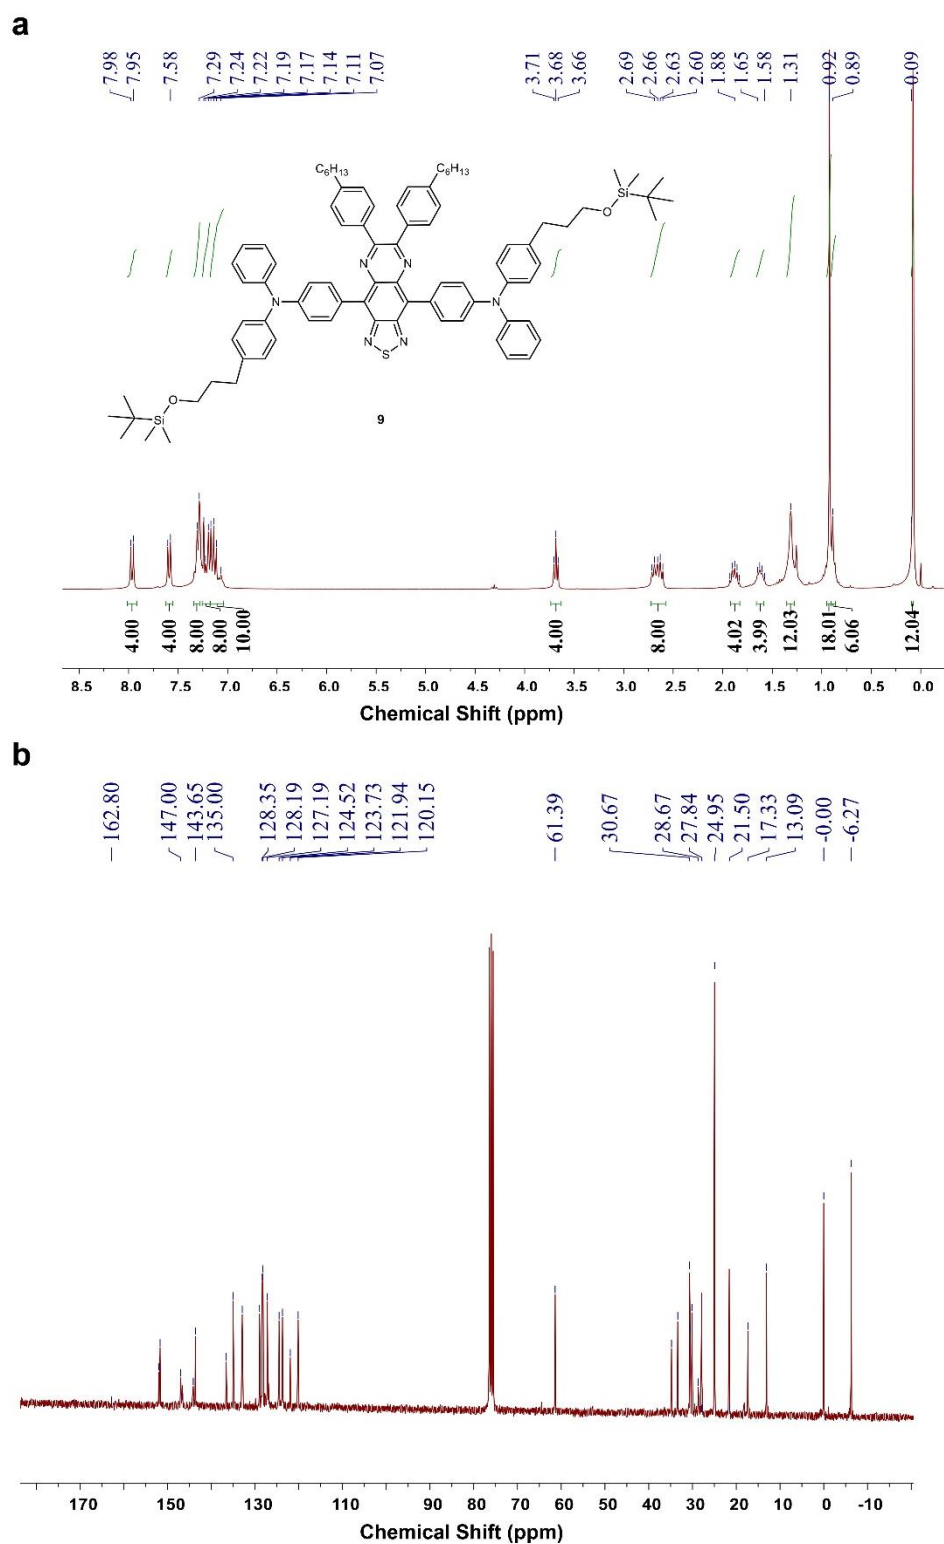 a
7.98 7.95 7.58 7.29 7.24 7.22 7.19 7.17 7.14 7.11 7.07 3.71 3.68 3.66 2.69 2.66 2.63 2.60 1.88 1.65 1.58 1.31 0.92 0.89 0.09
C6H13 C6H13
Si
O
N N
N N
N N
S
O
Si
9
4.00 4.00 8.00 8.00 10.00 4.00 8.00 4.02 3.99 12.03 18.01 6.06 12.04
8.5 8.0 7.5 7.0 6.5 6.0 5.5 5.0 4.5 4.0 3.5 3.0 2.5 2.0 1.5 1.0 0.5 0.0
Chemical Shift (ppm)
b
162.80 147.00 143.65 135.00 128.35 128.19 127.19 124.52 123.73 121.94 120.15 61.39 30.67 28.67 27.84 24.95 21.50 17.33 13.09 -0.00 -6.27
170 150 130 110 90 80 70 60 50 40 30 20 10 0 -10
Chemical Shift (ppm)